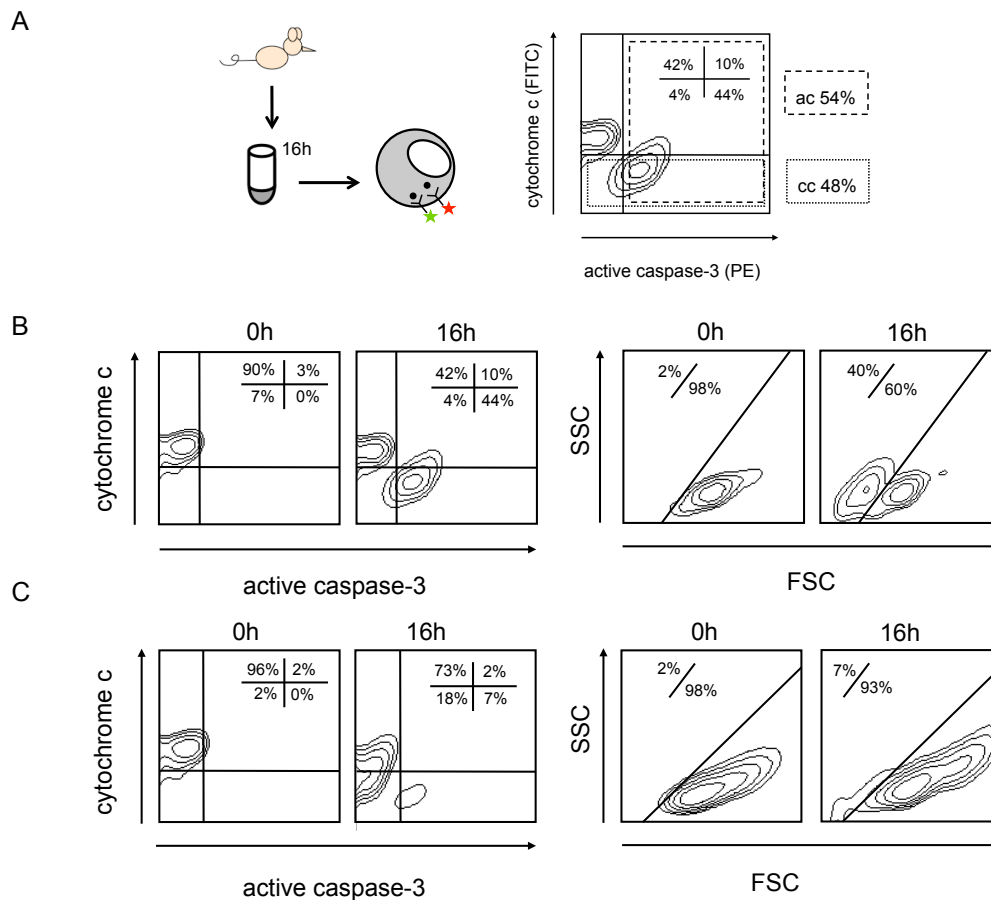 A
16h
cytochrome c (FITC)
42% 10%
4% 44%
ac 54%
cc 48%
active caspase-3 (PE)
B
0h 16h 0h 16h
cytochrome c
90% 3%
7% 0%
42% 10%
4% 44%
SSC
2%
98%
40%
60%
active caspase-3
FSC
C
0h 16h 0h 16h
cytochrome c
96% 2%
2% 0%
73% 2%
18% 7%
SSC
2%
98%
7%
93%
active caspase-3
FSC